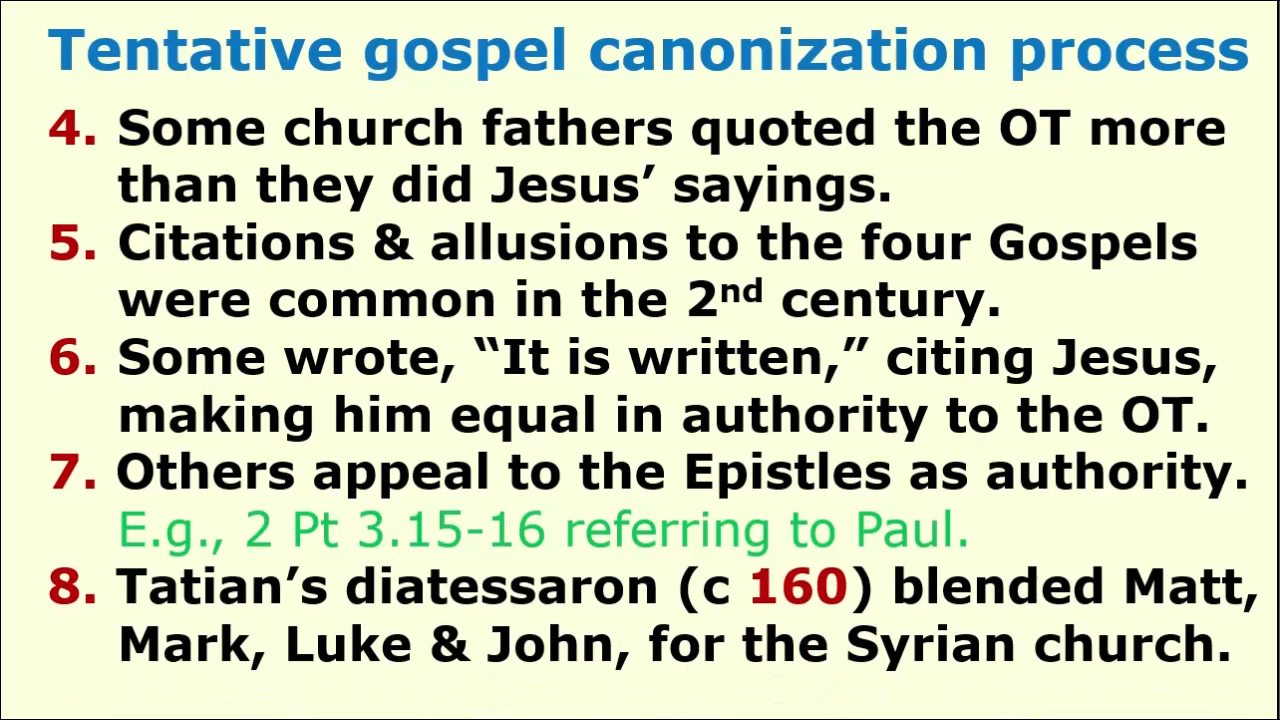 Tentative gospel canonization process
4. Some church fathers quoted the OT more
than they did Jesus’ sayings.
5. Citations & allusions to the four Gospels
were common in the 2nd century.
6. Some wrote, “It is written,” citing Jesus,
making him equal in authority to the OT.
7. Others appeal to the Epistles as authority.
E.g., 2 Pt 3.15-16 referring to Paul.
8. Tatian’s diatessaron (c 160) blended Matt,
Mark, Luke & John, for the Syrian church.